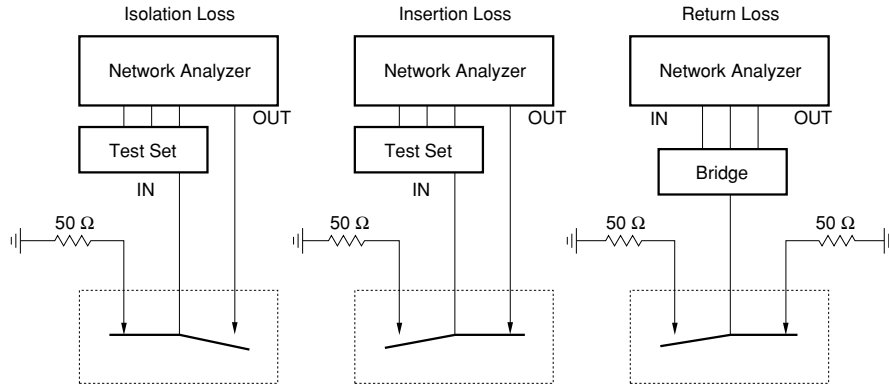 Isolation Loss
Network Analyzer
OUT
Test Set
IN
50 Ω
Insertion Loss
Network Analyzer
OUT
Test Set
IN
50 Ω
Return Loss
Network Analyzer
IN
OUT
Bridge
50 Ω
50 Ω